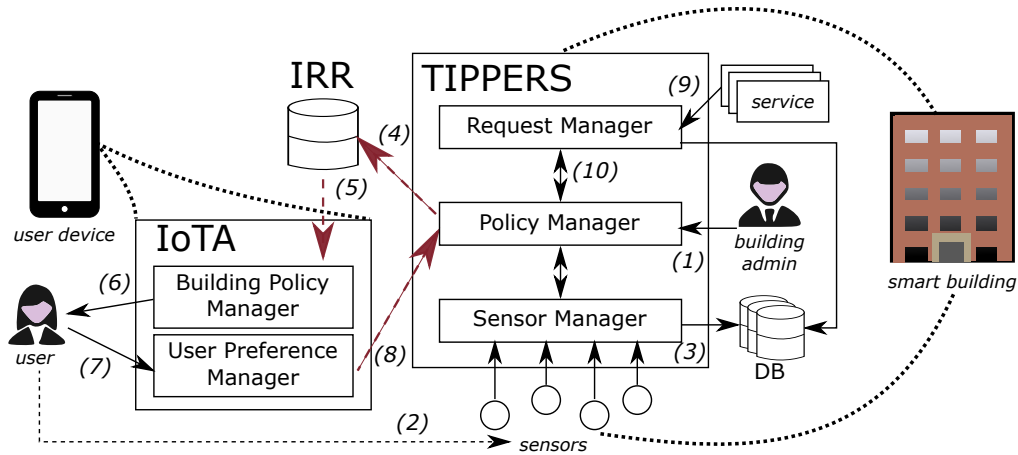 IRR
TIPPERS
(9)
service
Request Manager
(4)
(10)
(5)
user device
IoTA
Policy Manager
(1)
building
admin
smart building
(6)
Building Policy
Manager
Sensor Manager
(3)
DB
user
(7)
User Preference
Manager
(8)
(2)
sensors